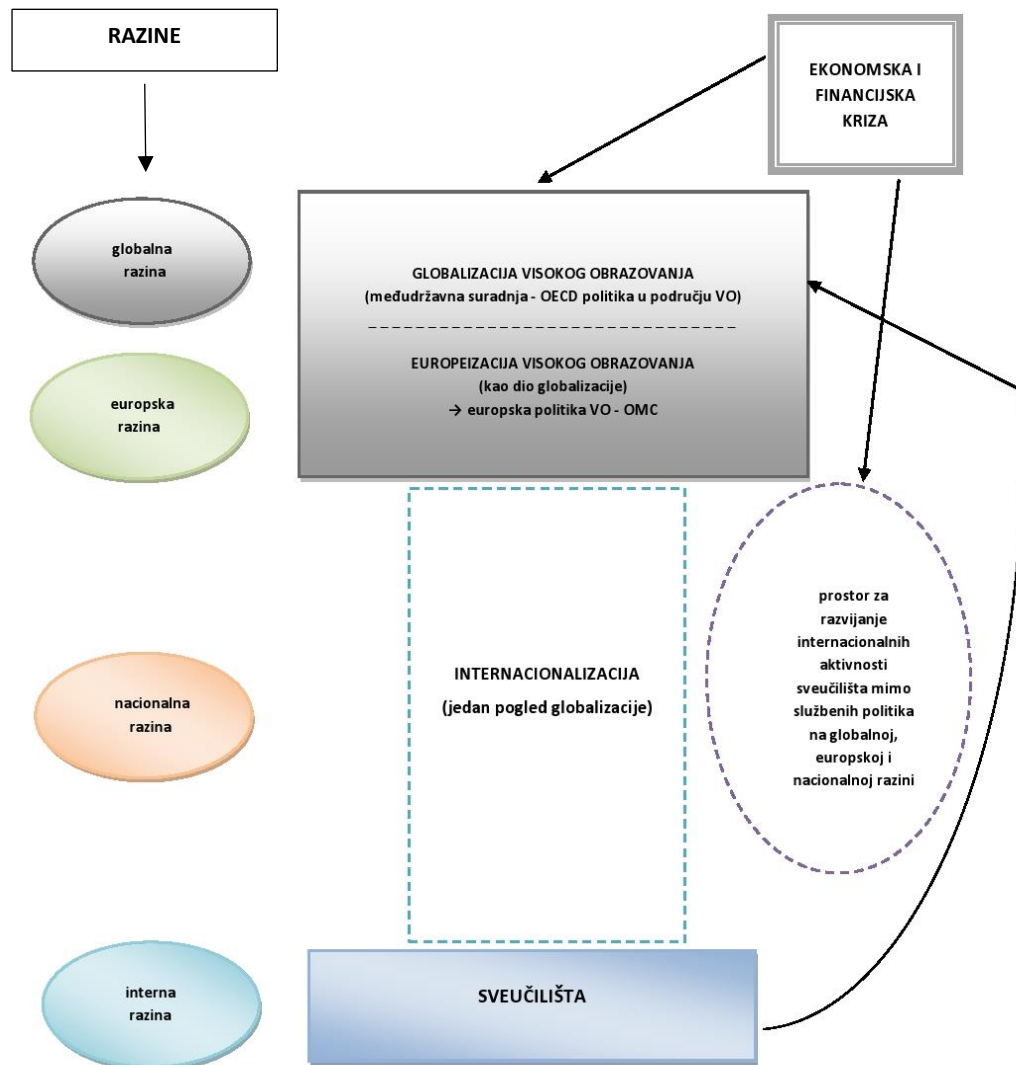 RAZINE
EKONOMSKA I
FINANCIJSKA
KRIZA
globalna
razina
GLOBALIZACIJA VISOKOG OBRAZOVANJA
(međudržavna suradnja - OECD politika u području VO)
EUROPEIZACIJA VISOKOG OBRAZOVANJA
(kao dio globalizacije)
→ europska politika VO - OMC
europska
razina
nacionalna
razina
INTERNACIONALIZACIJA
(jedan pogled globalizacije)
prostor za
razvijanje
internacionalnih
aktivnosti
sveučilišta mimo
službenih politika
na globalnoj,
europskoj i
nacionalnoj razini
interna
razina
SVEUČILIŠTA